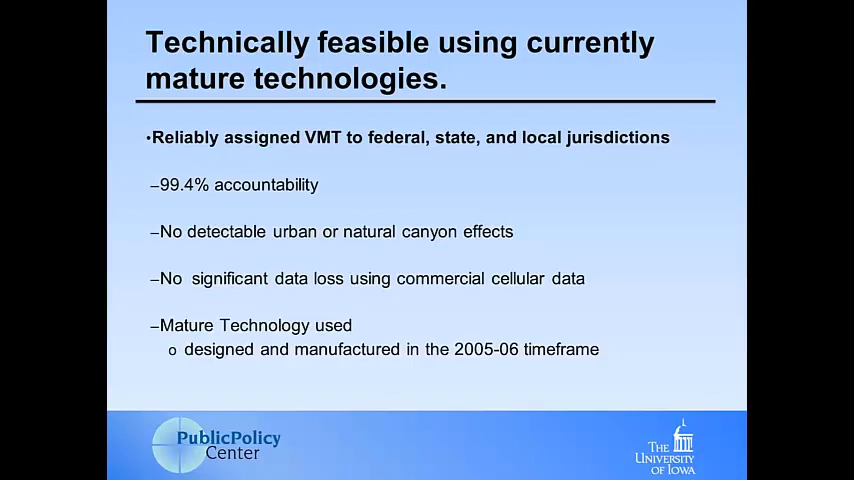 Technically feasible using currently
mature technologies.
•Reliably assigned VMT to federal, state, and local jurisdictions
–99.4% accountability
–No detectable urban or natural canyon effects
–No significant data loss using commercial cellular data
–Mature Technology used
o designed and manufactured in the 2005-06 timeframe
PublicPolicy
Center
THE
UNIVERSITY
OF IOWA